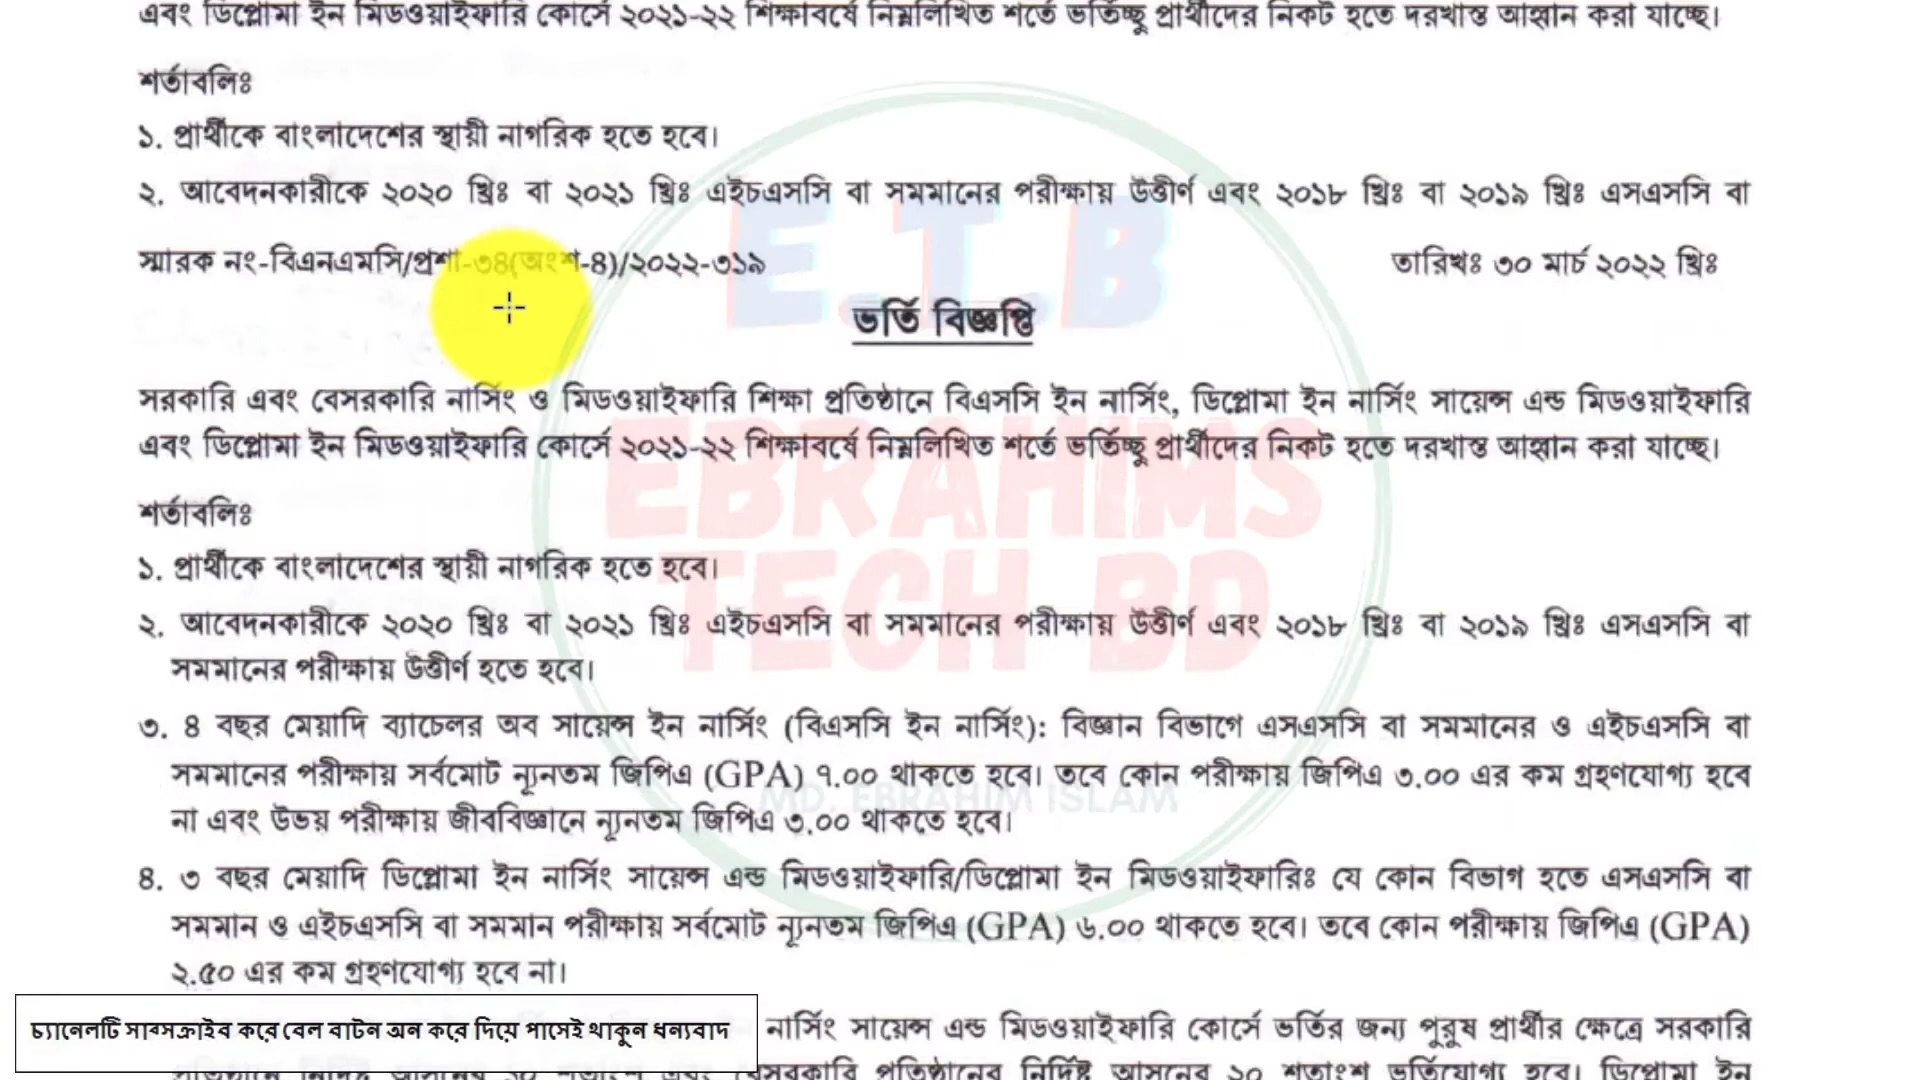 এবং ডিপ্লোমা ইন মিডওয়াইফারি কোর্সে ২০২১-২২ শিক্ষাবর্ষে নিম্নলিখিত শর্তে ভর্তিচ্ছু প্রার্থীদের নিকট হতে দরখাস্ত আহ্বান করা যাচ্ছে।
শর্তাবলিঃ
১. প্রার্থীকে বাংলাদেশের স্থায়ী নাগরিক হতে হবে।
২. আবেদনকারীকে ২০২০ খ্রিঃ বা ২০২১ খ্রিঃ এইচএসসি বা সমমানের পরীক্ষায় উত্তীর্ণ এবং ২০১৮ খ্রিঃ বা ২০১৯ খ্রিঃ এসএসসি বা
E.T.B
স্মারক নং-বিএনএমসি/প্রশা-৩৪(অংশ-৪)/২০২২-৩১৯ তারিখঃ ৩০ মার্চ ২০২২ খ্রিঃ
ভর্তি বিজ্ঞপ্তি
সরকারি এবং বেসরকারি নার্সিং ও মিডওয়াইফারি শিক্ষা প্রতিষ্ঠানে বিএসসি ইন নার্সিং, ডিপ্লোমা ইন নার্সিং সায়েন্স এন্ড মিডওয়াইফারি
এবং ডিপ্লোমা ইন মিডওয়াইফারি কোর্সে ২০২১-২২ শিক্ষাবর্ষে নিম্নলিখিত শর্তে ভর্তিচ্ছু প্রার্থীদের নিকট হতে দরখাস্ত আহ্বান করা যাচ্ছে।
EBRAHIMS
শর্তাবলিঃ
১. প্রার্থীকে বাংলাদেশের স্থায়ী নাগরিক হতে হবে।
TECH BD
২. আবেদনকারীকে ২০২০ খ্রিঃ বা ২০২১ খ্রিঃ এইচএসসি বা সমমানের পরীক্ষায় উত্তীর্ণ এবং ২০১৮ খ্রিঃ বা ২০১৯ খ্রিঃ এসএসসি বা
সমমানের পরীক্ষায় উত্তীর্ণ হতে হবে।
৩. ৪ বছর মেয়াদি ব্যাচেলর অব সায়েন্স ইন নার্সিং (বিএসসি ইন নার্সিং): বিজ্ঞান বিভাগে এসএসসি বা সমমানের ও এইচএসসি বা
সমমানের পরীক্ষায় সর্বমোট ন্যূনতম জিপিএ (GPA) ৭.০০ থাকতে হবে। তবে কোন পরীক্ষায় জিপিএ ৩.০০ এর কম গ্রহণযোগ্য হবে
MD. EBRAHIM ISLAM
না এবং উভয় পরীক্ষায় জীববিজ্ঞানে ন্যূনতম জিপিএ ৩.০০ থাকতে হবে।
৪. ৩ বছর মেয়াদি ডিপ্লোমা ইন নার্সিং সায়েন্স এন্ড মিডওয়াইফারি/ডিপ্লোমা ইন মিডওয়াইফারিঃ যে কোন বিভাগ হতে এসএসসি বা
সমমান ও এইচএসসি বা সমমান পরীক্ষায় সর্বমোট ন্যূনতম জিপিএ (GPA) ৬.০০ থাকতে হবে। তবে কোন পরীক্ষায় জিপিএ (GPA)
২.৫০ এর কম গ্রহণযোগ্য হবে না।
চ্যানেলটি সাবসক্রাইব করে বেল বাটন অন করে দিয়ে পাসেই থাকুন ধন্যবাদ
নার্সিং সায়েন্স এন্ড মিডওয়াইফারি কোর্সে ভর্তির জন্য পুরুষ প্রার্থীর ক্ষেত্রে সরকারি
প্রতিষ্ঠানের নির্দিষ্ট আসনের ২০ শতাংশ ভর্তিযোগ্য হবে। ডিপ্লোমা ইন